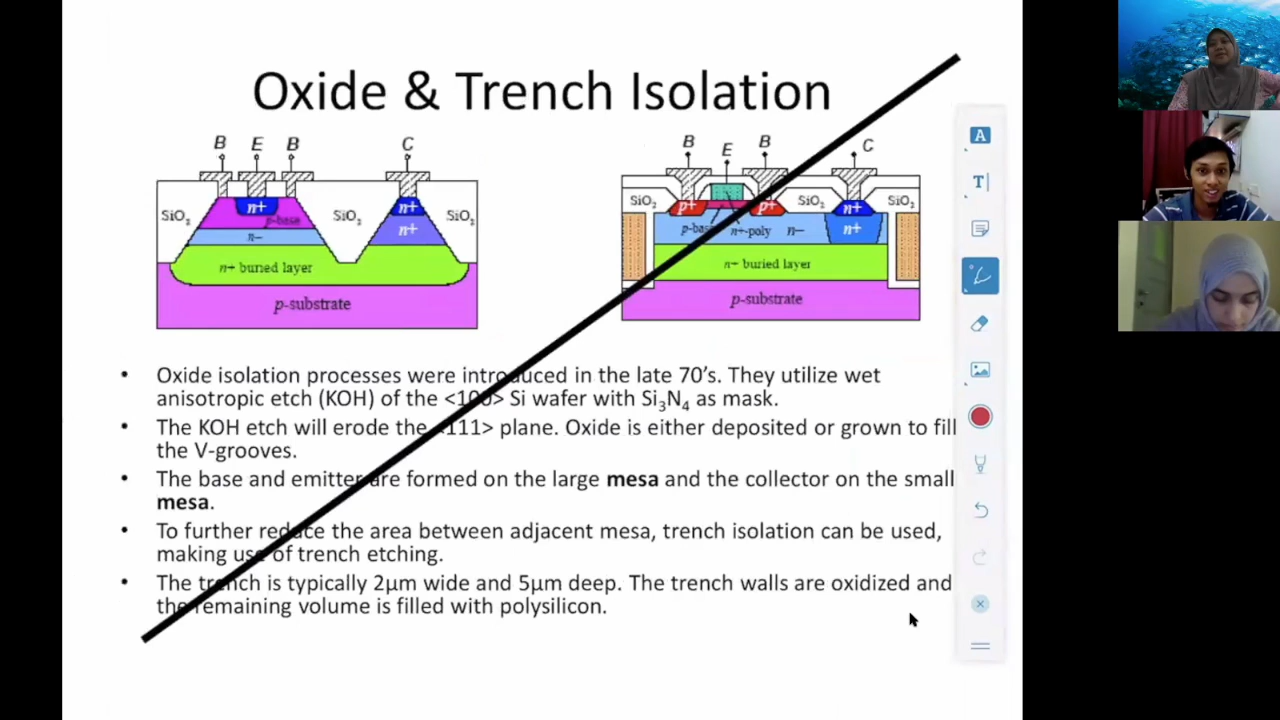 Oxide & Trench Isolation
B E B C
n+ n+
SiO₂ p-base SiO₂ n+ SiO₂
n−
n+ buried layer
p-substrate
B E B C
SiO₂ p+ p+ SiO₂ n+ SiO₂
p-base n+-poly n− n+
n+ buried layer
p-substrate
A
T
• Oxide isolation processes were introduced in the late 70’s. They utilize wet
anisotropic etch (KOH) of the <100> Si wafer with Si₃N₄ as mask.
• The KOH etch will erode the <111> plane. Oxide is either deposited or grown to fill
the V-grooves.
• The base and emitter are formed on the large mesa and the collector on the small
mesa.
• To further reduce the area between adjacent mesa, trench isolation can be used,
making use of trench etching.
• The trench is typically 2μm wide and 5μm deep. The trench walls are oxidized and
the remaining volume is filled with polysilicon.